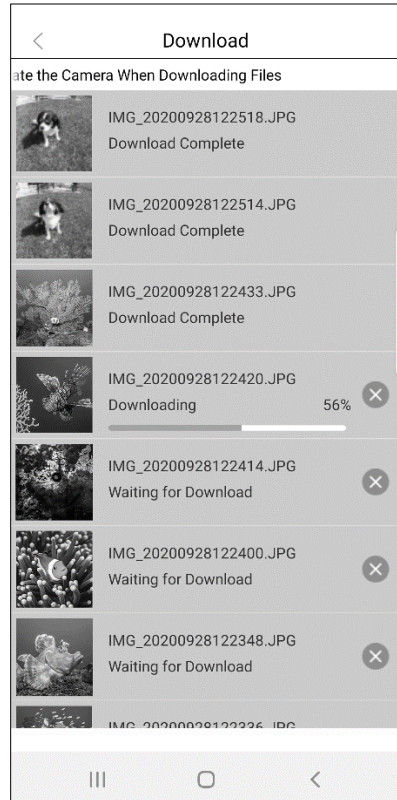 Download
ate the Camera When Downloading Files
IMG_20200928122518.JPG
Download Complete
IMG_20200928122514.JPG
Download Complete
IMG_20200928122433.JPG
Download Complete
IMG_20200928122420.JPG
Downloading 56%
IMG_20200928122414.JPG
Waiting for Download
IMG_20200928122400.JPG
Waiting for Download
IMG_20200928122348.JPG
Waiting for Download
IMG_20200928122336.JPG